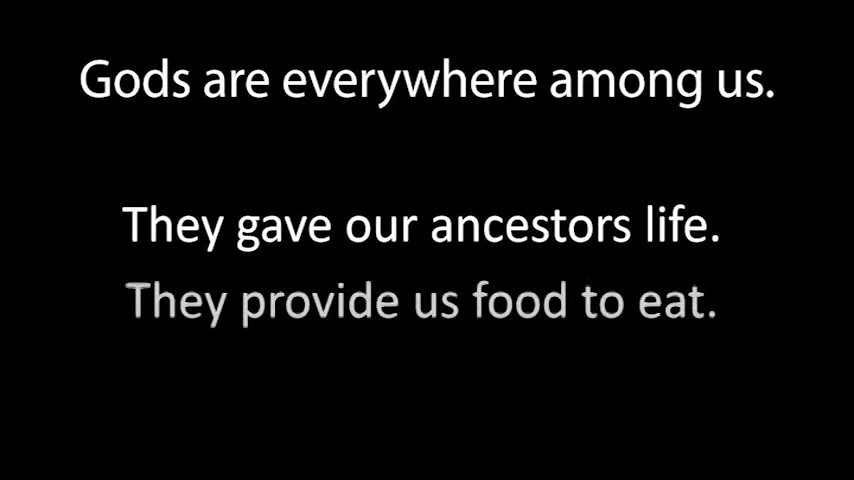 Gods are everywhere among us.
They gave our ancestors life.
They provide us food to eat.